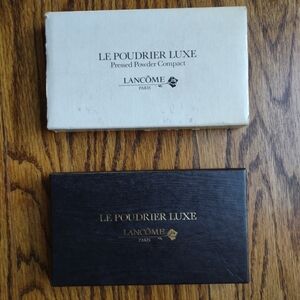 LE POUDRIER LUXE
Pressed Powder Compact
LANCÔME
PARIS
LE POUDRIER LUXE
LANCÔME
PARIS